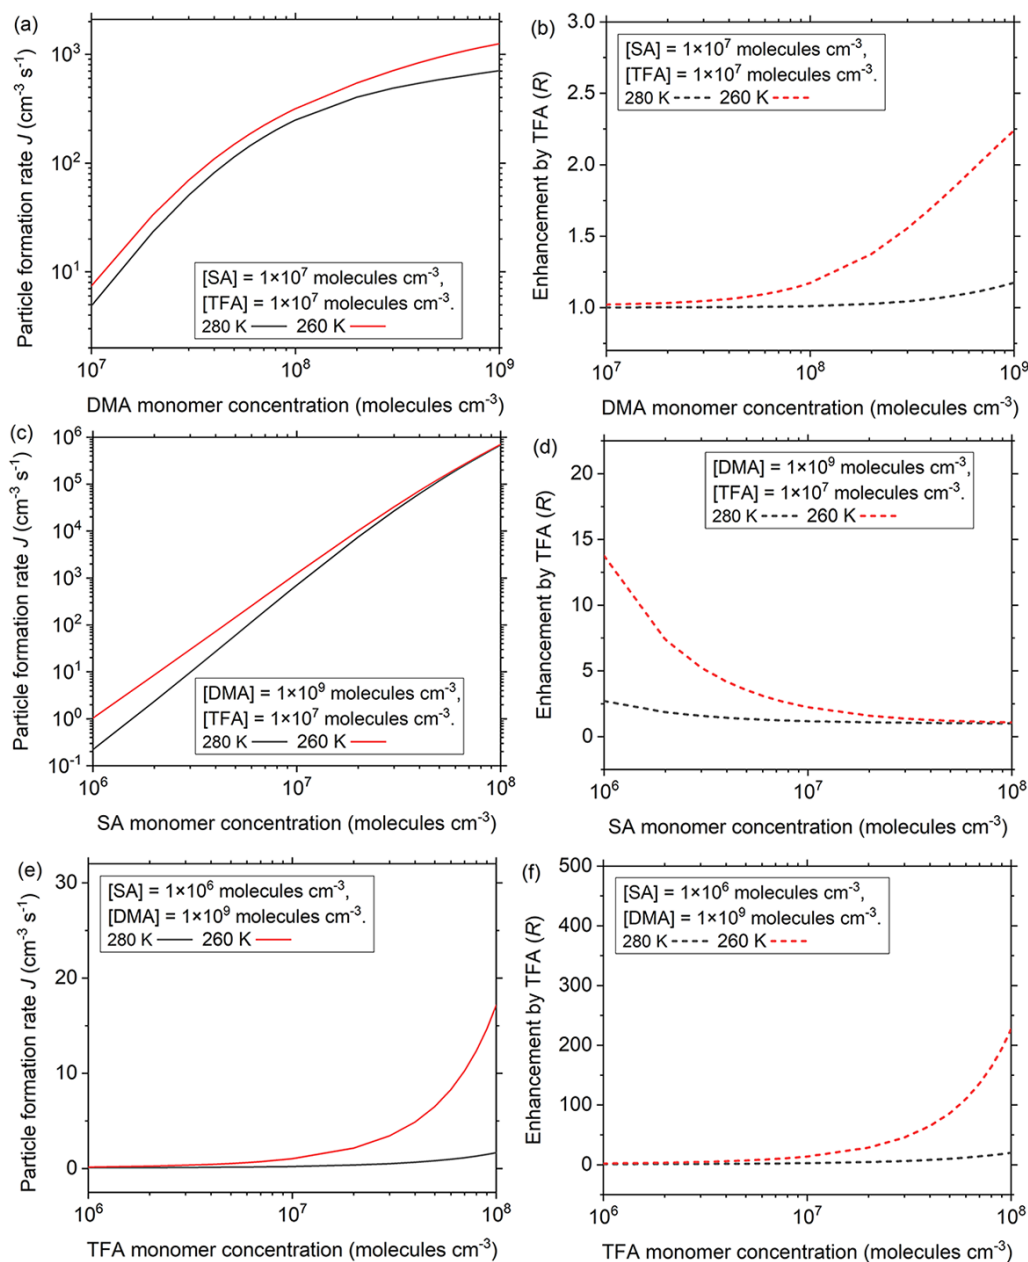 (a)
Particle formation rate J (cm⁻³ s⁻¹)
10³
10²
10¹
[SA] = 1×10⁷ molecules cm⁻³,
[TFA] = 1×10⁷ molecules cm⁻³.
280 K 260 K
10⁷ 10⁸ 10⁹
DMA monomer concentration (molecules cm⁻³)
(b)
Enhancement by TFA (R)
3.0
2.5
2.0
1.5
1.0
[SA] = 1×10⁷ molecules cm⁻³,
[TFA] = 1×10⁷ molecules cm⁻³.
280 K 260 K
10⁷ 10⁸ 10⁹
DMA monomer concentration (molecules cm⁻³)
(c)
Particle formation rate J (cm⁻³ s⁻¹)
10⁶
10⁵
10⁴
10³
10²
10¹
10⁰
10⁻¹
[DMA] = 1×10⁹ molecules cm⁻³,
[TFA] = 1×10⁷ molecules cm⁻³.
280 K 260 K
10⁶ 10⁷ 10⁸
SA monomer concentration (molecules cm⁻³)
(d)
Enhancement by TFA (R)
20
15
10
5
0
[DMA] = 1×10⁹ molecules cm⁻³,
[TFA] = 1×10⁷ molecules cm⁻³.
280 K 260 K
10⁶ 10⁷ 10⁸
SA monomer concentration (molecules cm⁻³)
(e)
Particle formation rate J (cm⁻³ s⁻¹)
30
20
10
0
[SA] = 1×10⁶ molecules cm⁻³,
[DMA] = 1×10⁹ molecules cm⁻³.
280 K 260 K
10⁶ 10⁷ 10⁸
TFA monomer concentration (molecules cm⁻³)
(f)
Enhancement by TFA (R)
500
400
300
200
100
0
[SA] = 1×10⁶ molecules cm⁻³,
[DMA] = 1×10⁹ molecules cm⁻³.
280 K 260 K
10⁶ 10⁷ 10⁸
TFA monomer concentration (molecules cm⁻³)